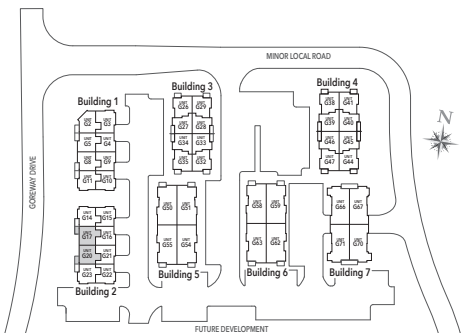 MINOR LOCAL ROAD
GOREWAY DRIVE
N
Building 1
UNIT G2
UNIT G3
UNIT G5
UNIT G4
UNIT G8
UNIT G9
UNIT G11
UNIT G10
Building 2
UNIT G14
UNIT G15
UNIT G17
UNIT G16
UNIT G20
UNIT G21
UNIT G23
UNIT G22
Building 3
UNIT G26
UNIT G29
UNIT G27
UNIT G28
UNIT G34
UNIT G33
UNIT G35
UNIT G32
Building 4
UNIT G38
UNIT G41
UNIT G39
UNIT G40
UNIT G46
UNIT G45
UNIT G47
UNIT G44
UNIT G50
UNIT G51
UNIT G55
UNIT G54
Building 5
UNIT G58
UNIT G59
UNIT G63
UNIT G62
Building 6
UNIT G66
UNIT G67
UNIT G71
UNIT G70
Building 7
FUTURE DEVELOPMENT